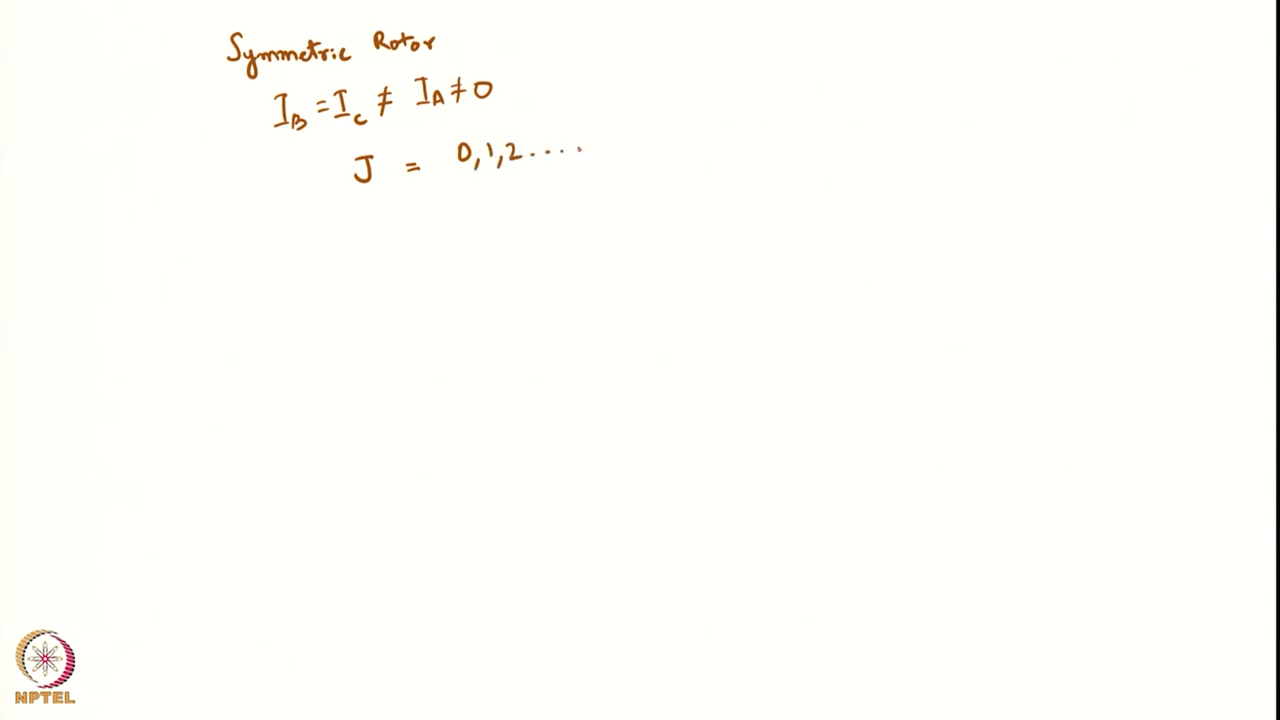 Symmetric Rotor
I_B = I_C ≠ I_A ≠ 0
J = 0,1,2.....
NPTEL